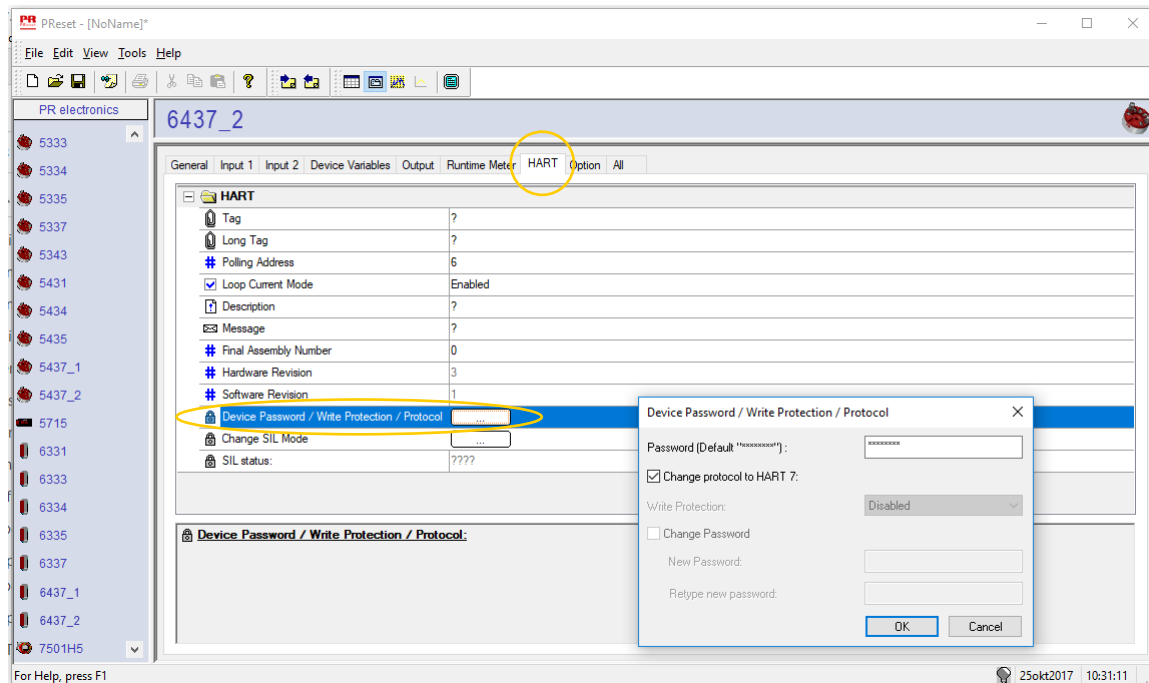 PR PReset - [NoName]*
File Edit View Tools Help
PR electronics
6437_2
5333
5334
5335
5337
5343
5431
5434
5435
5437_1
5437_2
5715
6331
6333
6334
6335
6337
6437_1
6437_2
7501H5
General Input 1 Input 2 Device Variables Output Runtime Meter HART Option All
HART
Tag ?
Long Tag ?
# Polling Address 6
Loop Current Mode Enabled
Description ?
Message ?
# Final Assembly Number 0
# Hardware Revision 3
# Software Revision 1
Device Password / Write Protection / Protocol ...
Change SIL Mode ...
SIL status: ????
Device Password / Write Protection / Protocol:
Device Password / Write Protection / Protocol
Password (Default "********") : ********
Change protocol to HART 7:
Write Protection: Disabled
Change Password
New Password:
Retype new password:
OK Cancel
For Help, press F1 25okt2017 10:31:11